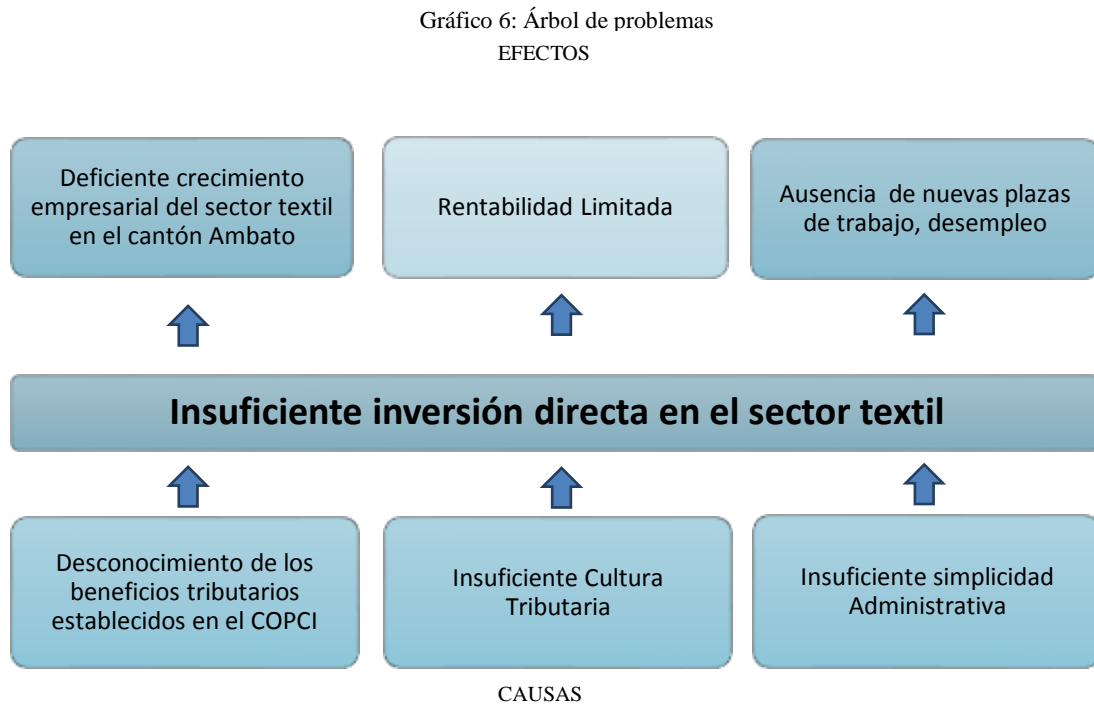 Gráfico 6: Árbol de problemas
EFECTOS
Deficiente crecimiento
empresarial del sector textil
en el cantón Ambato
Rentabilidad Limitada
Ausencia de nuevas plazas
de trabajo, desempleo
Insuficiente inversión directa en el sector textil
Desconocimiento de los
beneficios tributarios
establecidos en el COPCI
Insuficiente Cultura
Tributaria
Insuficiente simplicidad
Administrativa
CAUSAS